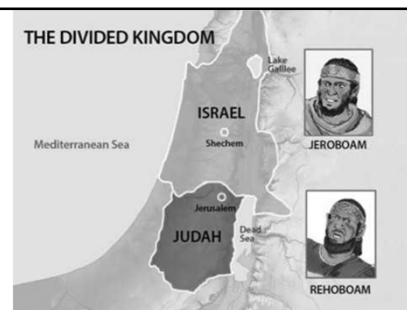 THE DIVIDED KINGDOM
Lake
Galilee
ISRAEL
Shechem
JEROBOAM
Mediterranean Sea
Jerusalem
JUDAH
Dead
Sea
REHOBOAM